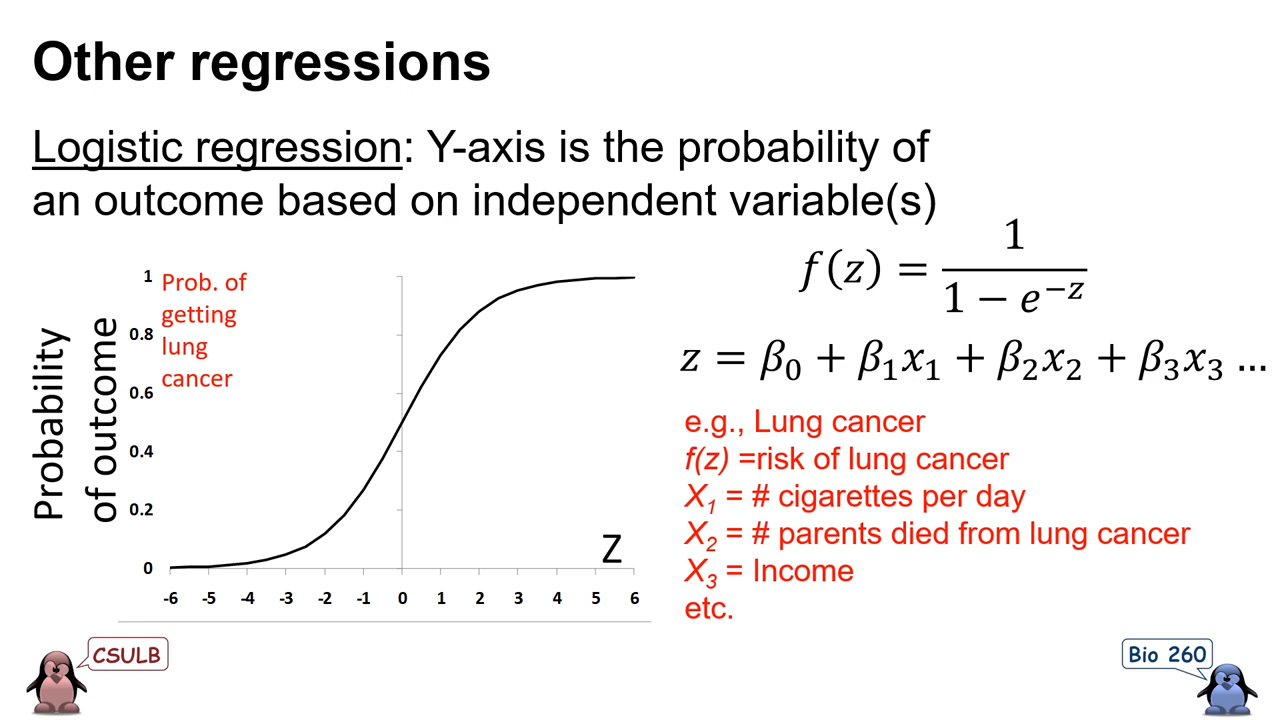 Other regressions
Logistic regression: Y-axis is the probability of
an outcome based on independent variable(s)
f(z) = 1 / (1 − e^{−z})
z = β₀ + β₁x₁ + β₂x₂ + β₃x₃ ...
Probability
of outcome
1
0.8
0.6
0.4
0.2
0
Prob. of
getting
lung
cancer
Z
-6 -5 -4 -3 -2 -1 0 1 2 3 4 5 6
e.g., Lung cancer
f(z) =risk of lung cancer
X₁ = # cigarettes per day
X₂ = # parents died from lung cancer
X₃ = Income
etc.
CSULB
Bio 260